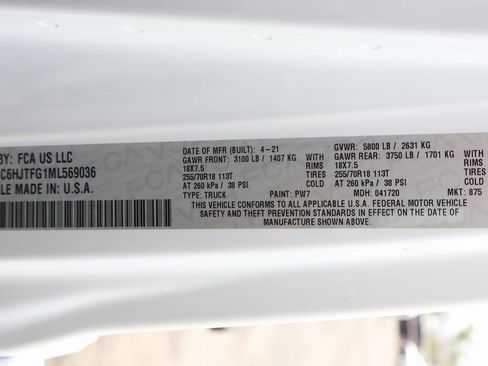 BY: FCA US LLC
C6HJTFG1ML569036
LE MADE IN: U.S.A.
DATE OF MFR (BUILT): 4-21
GAWR FRONT: 3100 LB / 1407 KG WITH
18X7.5 RIMS
255/70R18 113T TIRES
AT 260 kPa / 38 PSI COLD
TYPE: TRUCK
GVWR: 5800 LB / 2631 KG
GAWR REAR: 3750 LB / 1701 KG WITH
18X7.5 RIMS
255/70R18 113T TIRES
AT 260 kPa / 38 PSI COLD
PAINT: PW7 MDH: 041720 MKT: 875
THIS VEHICLE CONFORMS TO ALL APPLICABLE U.S.A. FEDERAL MOTOR VEHICLE
SAFETY AND THEFT PREVENTION STANDARDS IN EFFECT ON THE DATE OF
MANUFACTURE SHOWN ABOVE.